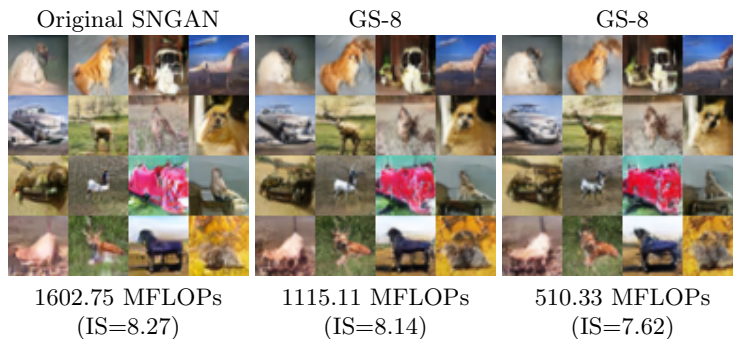 Original SNGAN
GS-8
GS-8
1602.75 MFLOPs
(IS=8.27)
1115.11 MFLOPs
(IS=8.14)
510.33 MFLOPs
(IS=7.62)